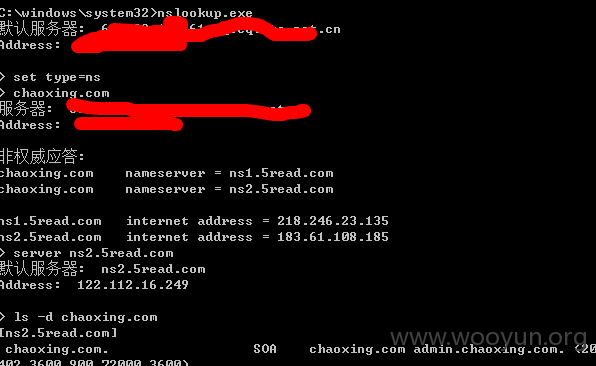 C:\windows\system32>nslookup.exe
默认服务器: .cn
Address:
> set type=ns
> chaoxing.com
服务器:
Address:
非权威应答:
chaoxing.com nameserver = ns1.5read.com
chaoxing.com nameserver = ns2.5read.com
ns1.5read.com internet address = 218.246.23.135
ns2.5read.com internet address = 183.61.108.185
> server ns2.5read.com
默认服务器: ns2.5read.com
Address: 122.112.16.249
> ls -d chaoxing.com
[ns2.5read.com]
www.wooyun.org
chaoxing.com. SOA chaoxing.com admin.chaoxing.com. (20
402 3600 900 72000 3600)